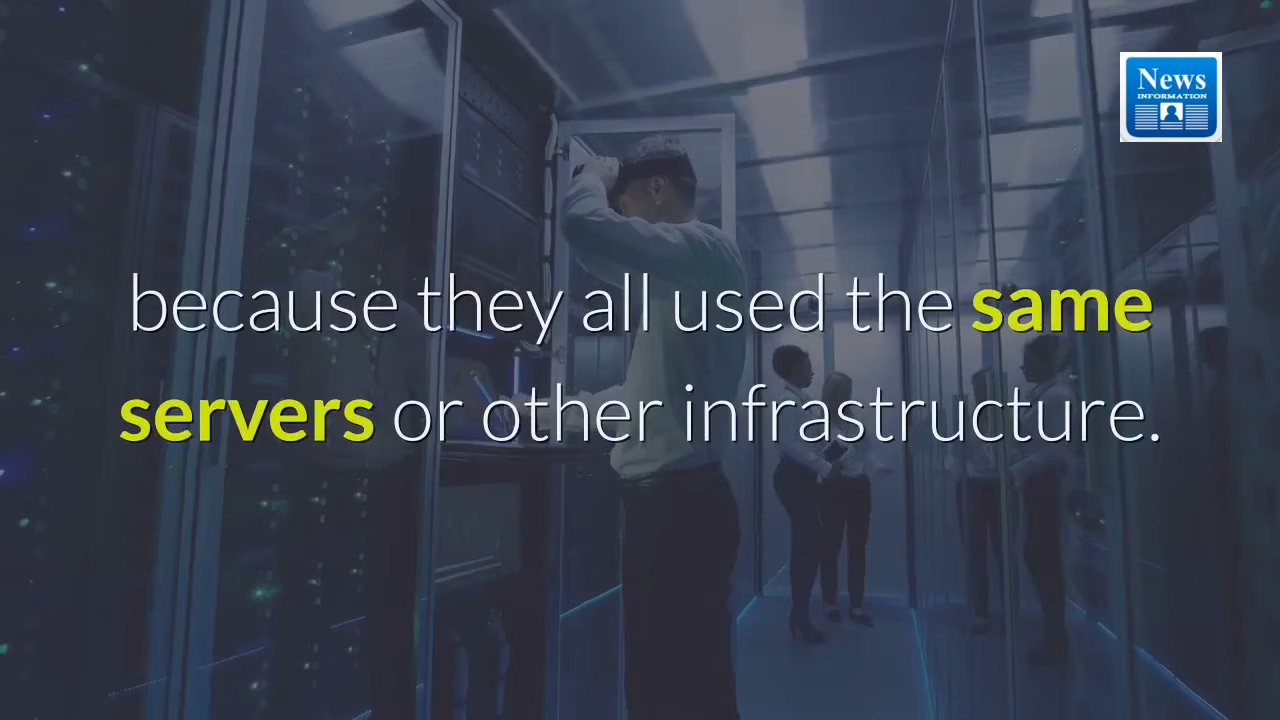 News
INFORMATION
because they all used the same
servers or other infrastructure.